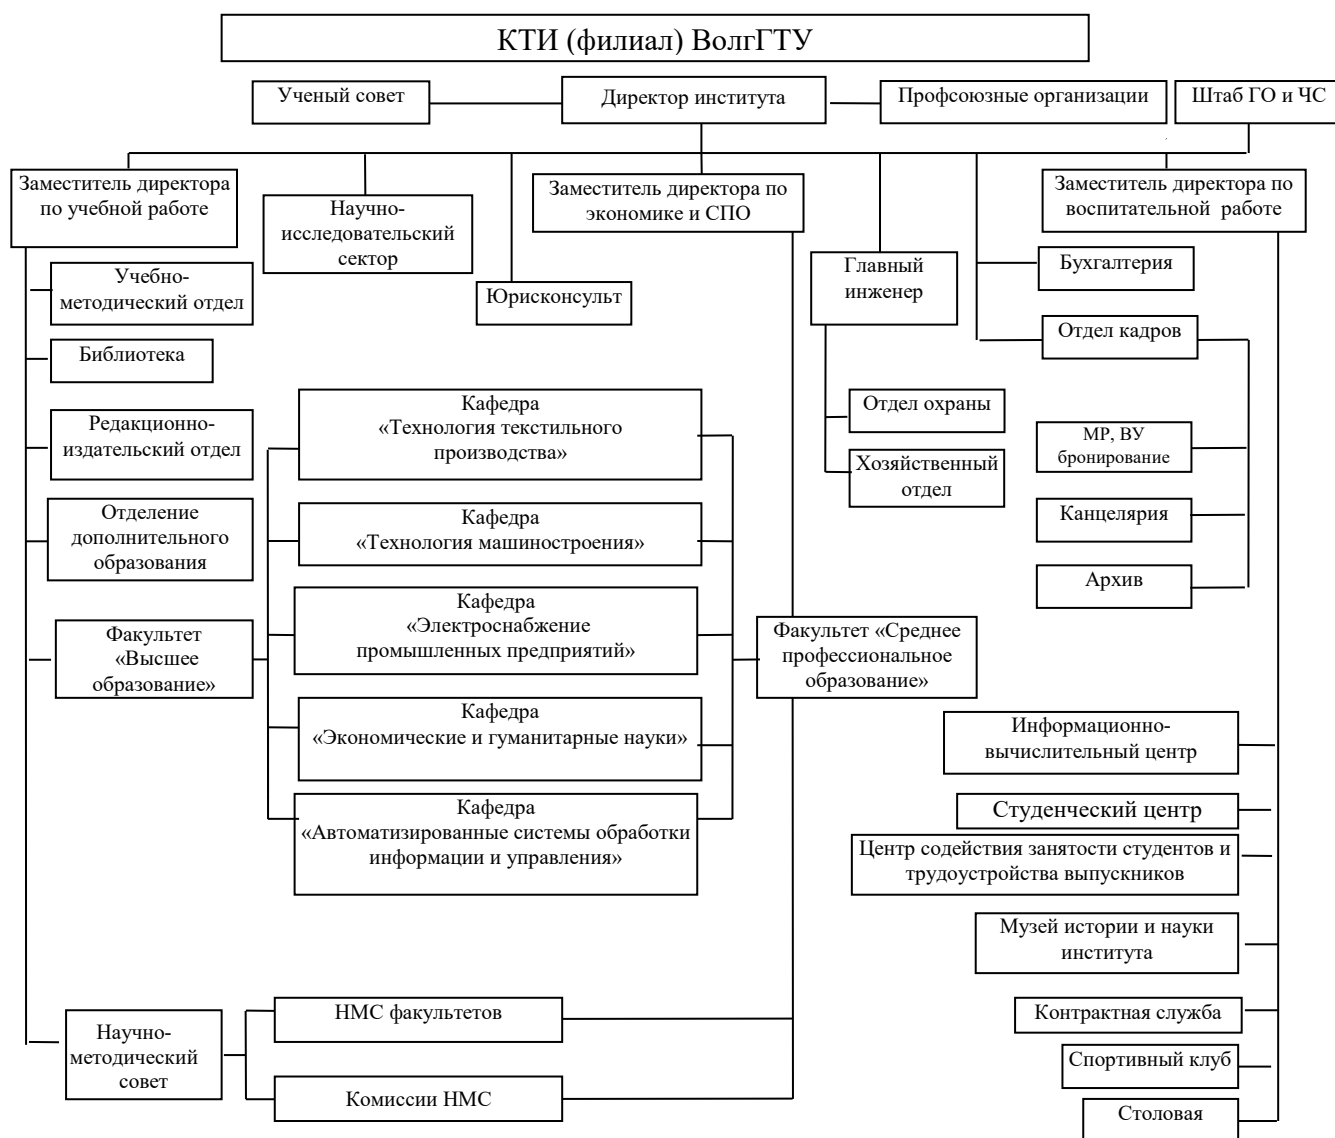 КТИ (филиал) ВолгГТУ
Ученый совет
Директор института
Профсоюзные организации
Штаб ГО и ЧС
Заместитель директора
по учебной работе
Научно-
исследовательский
сектор
Юрисконсульт
Заместитель директора по
экономике и СПО
Главный
инженер
Заместитель директора по
воспитательной работе
Бухгалтерия
Отдел кадров
Учебно-
методический отдел
Библиотека
Редакционно-
издательский отдел
Отделение
дополнительного
образования
Факультет
«Высшее
образование»
Кафедра
«Технология текстильного
производства»
Кафедра
«Технология машиностроения»
Кафедра
«Электроснабжение
промышленных предприятий»
Кафедра
«Экономические и гуманитарные науки»
Кафедра
«Автоматизированные системы обработки
информации и управления»
Факультет «Среднее
профессиональное
образование»
Отдел охраны
Хозяйственный
отдел
МР, ВУ
бронирование
Канцелярия
Архив
Информационно-
вычислительный центр
Студенческий центр
Центр содействия занятости студентов и
трудоустройства выпускников
Музей истории и науки
института
Контрактная служба
Спортивный клуб
Столовая
Научно-
методический
совет
НМС факультетов
Комиссии НМС